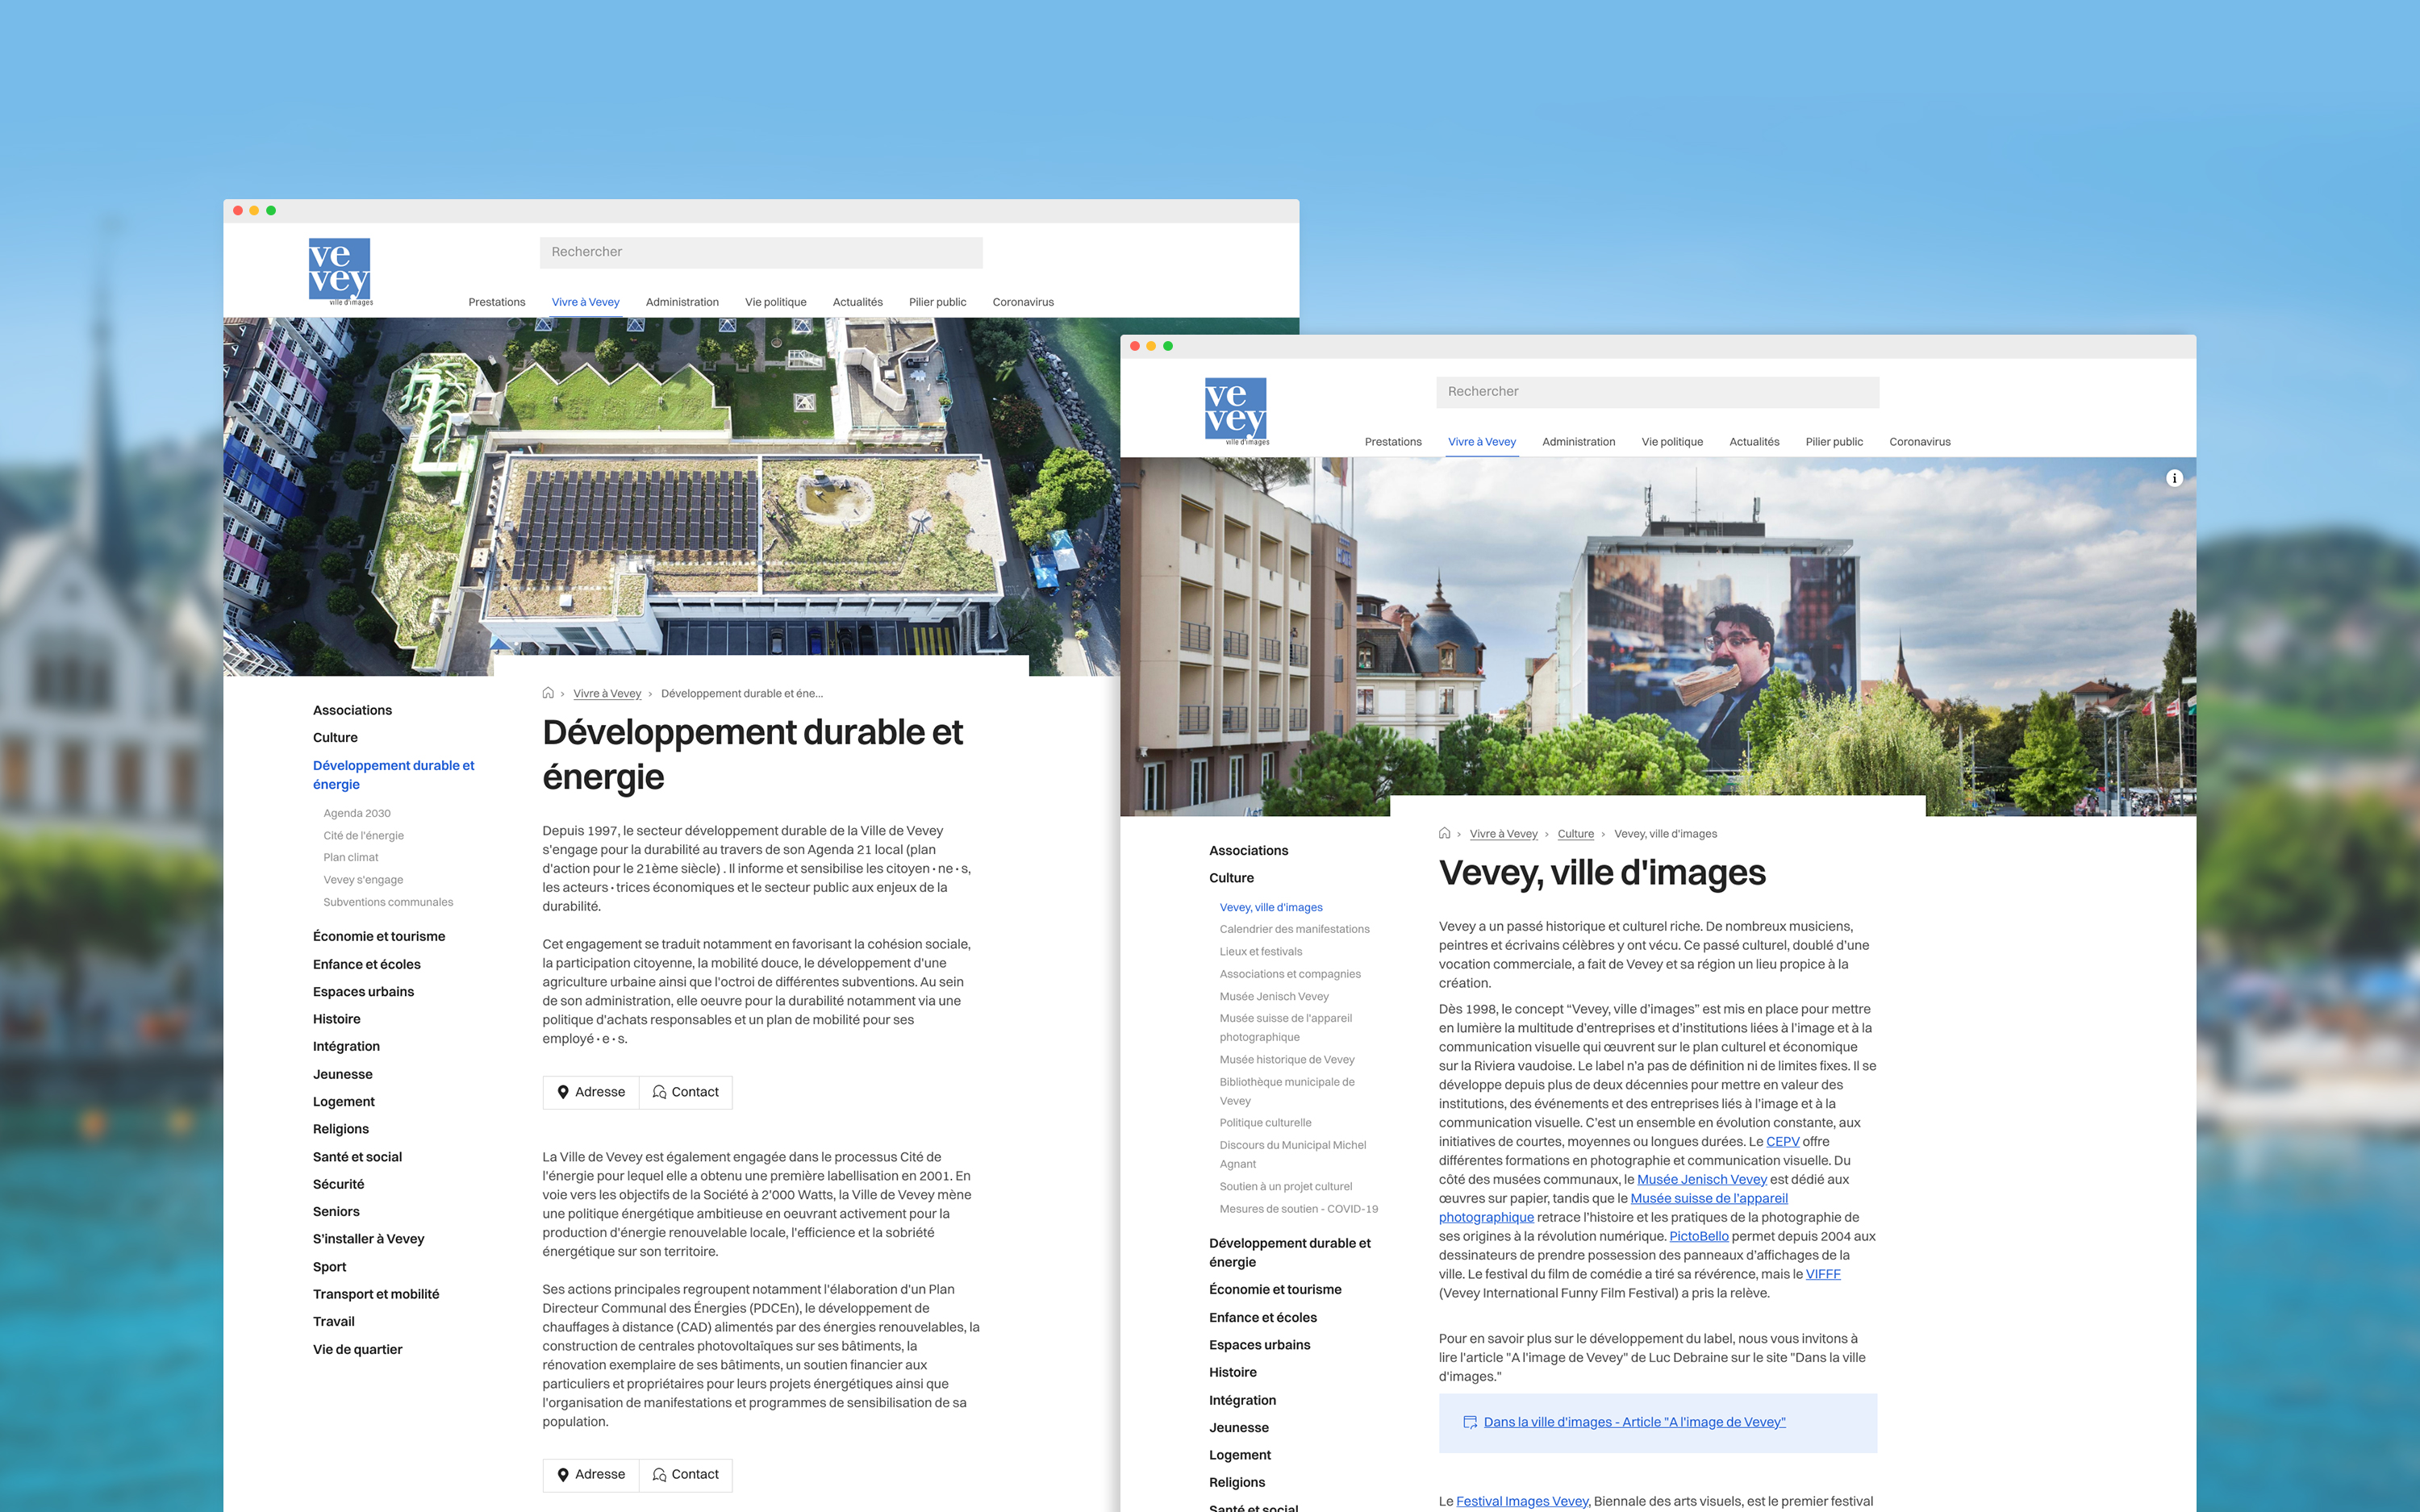 ve
vey
ville d'images
Rechercher
Prestations
Vivre à Vevey
Administration
Vie politique
Actualités
Pilier public
Coronavirus
Vivre à Vevey
Développement durable et éne...
Associations
Culture
Développement durable et
énergie
Agenda 2030
Cité de l'énergie
Plan climat
Vevey s'engage
Subventions communales
Économie et tourisme
Enfance et écoles
Espaces urbains
Histoire
Intégration
Jeunesse
Logement
Religions
Santé et social
Sécurité
Seniors
S'installer à Vevey
Sport
Transport et mobilité
Travail
Vie de quartier
Développement durable et
énergie
Depuis 1997, le secteur développement durable de la Ville de Vevey
s'engage pour la durabilité au travers de son Agenda 21 local (plan
d'action pour le 21ème siècle) . Il informe et sensibilise les citoyen·ne·s,
les acteurs·trices économiques et le secteur public aux enjeux de la
durabilité.
Cet engagement se traduit notamment en favorisant la cohésion sociale,
la participation citoyenne, la mobilité douce, le développement d'une
agriculture urbaine ainsi que l'octroi de différentes subventions. Au sein
de son administration, elle oeuvre pour la durabilité notamment via une
politique d'achats responsables et un plan de mobilité pour ses
employé·e·s.
Adresse
Contact
La Ville de Vevey est également engagée dans le processus Cité de
l'énergie pour lequel elle a obtenu une première labellisation en 2001. En
voie vers les objectifs de la Société à 2'000 Watts, la Ville de Vevey mène
une politique énergétique ambitieuse en oeuvrant activement pour la
production d'énergie renouvelable locale, l'efficience et la sobriété
énergétique sur son territoire.
Ses actions principales regroupent notamment l'élaboration d'un Plan
Directeur Communal des Énergies (PDCEn), le développement de
chauffages à distance (CAD) alimentés par des énergies renouvelables, la
construction de centrales photovoltaïques sur ses bâtiments, la
rénovation exemplaire de ses bâtiments, un soutien financier aux
particuliers et propriétaires pour leurs projets énergétiques ainsi que
l'organisation de manifestations et programmes de sensibilisation de sa
population.
Adresse
Contact
ve
vey
ville d'images
Rechercher
Prestations
Vivre à Vevey
Administration
Vie politique
Actualités
Pilier public
Coronavirus
Vivre à Vevey
Culture
Vevey, ville d'images
Associations
Culture
Vevey, ville d'images
Calendrier des manifestations
Lieux et festivals
Associations et compagnies
Musée Jenisch Vevey
Musée suisse de l'appareil
photographique
Musée historique de Vevey
Bibliothèque municipale de
Vevey
Politique culturelle
Discours du Municipal Michel
Agnant
Soutien à un projet culturel
Mesures de soutien - COVID-19
Développement durable et
énergie
Économie et tourisme
Enfance et écoles
Espaces urbains
Histoire
Intégration
Jeunesse
Logement
Religions
Santé et social
Vevey, ville d'images
Vevey a un passé historique et culturel riche. De nombreux musiciens,
peintres et écrivains célèbres y ont vécu. Ce passé culturel, doublé d'une
vocation commerciale, a fait de Vevey et sa région un lieu propice à la
création.
Dès 1998, le concept “Vevey, ville d'images” est mis en place pour mettre
en lumière la multitude d'entreprises et d'institutions liées à l'image et à la
communication visuelle qui œuvrent sur le plan culturel et économique
sur la Riviera vaudoise. Le label n'a pas de définition ni de limites fixes. Il se
développe depuis plus de deux décennies pour mettre en valeur des
institutions, des événements et des entreprises liés à l'image et à la
communication visuelle. C'est un ensemble en évolution constante, aux
initiatives de courtes, moyennes ou longues durées. Le CEPV offre
différentes formations en photographie et communication visuelle. Du
côté des musées communaux, le Musée Jenisch Vevey est dédié aux
œuvres sur papier, tandis que le Musée suisse de l'appareil
photographique retrace l'histoire et les pratiques de la photographie de
ses origines à la révolution numérique. PictoBello permet depuis 2004 aux
dessinateurs de prendre possession des panneaux d'affichages de la
ville. Le festival du film de comédie a tiré sa révérence, mais le VIFFF
(Vevey International Funny Film Festival) a pris la relève.
Pour en savoir plus sur le développement du label, nous vous invitons à
lire l'article "A l'image de Vevey" de Luc Debraine sur le site "Dans la ville
d'images."
Dans la ville d'images - Article "A l'image de Vevey"
Le Festival Images Vevey, Biennale des arts visuels, est le premier festival